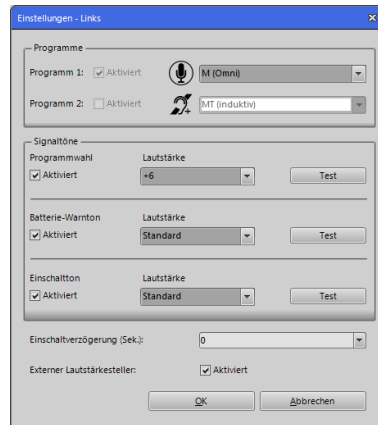 Einstellungen - Links
Programme
Programm 1: Aktiviert M (Omni)
Programm 2: Aktiviert MT (induktiv)
Signaltöne
Programmwahl Lautstärke
Aktiviert +6 Test
Batterie-Warnton Lautstärke
Aktiviert Standard Test
Einschaltton Lautstärke
Aktiviert Standard Test
Einschaltverzögerung (Sek.): 0
Externer Lautstärkesteller: Aktiviert
OK Abbrechen